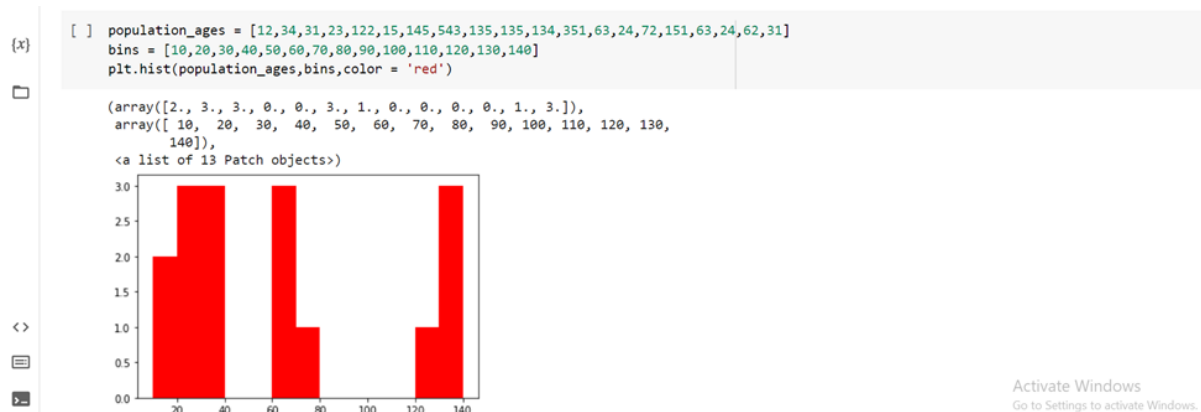 [ ] population_ages = [12,34,31,23,122,15,145,543,135,135,134,351,63,24,72,151,63,24,62,31]
{x}
bins = [10,20,30,40,50,60,70,80,90,100,110,120,130,140]
plt.hist(population_ages,bins,color = 'red')
(array([2., 3., 3., 0., 0., 3., 1., 0., 0., 0., 0., 1., 3.]),
array([ 10, 20, 30, 40, 50, 60, 70, 80, 90, 100, 110, 120, 130,
140]),
<a list of 13 Patch objects>)
3.0
2.5
2.0
1.5
1.0
0.5
0.0
20 40 60 80 100 120 140
<>
>_
Activate Windows
Go to Settings to activate Windows.